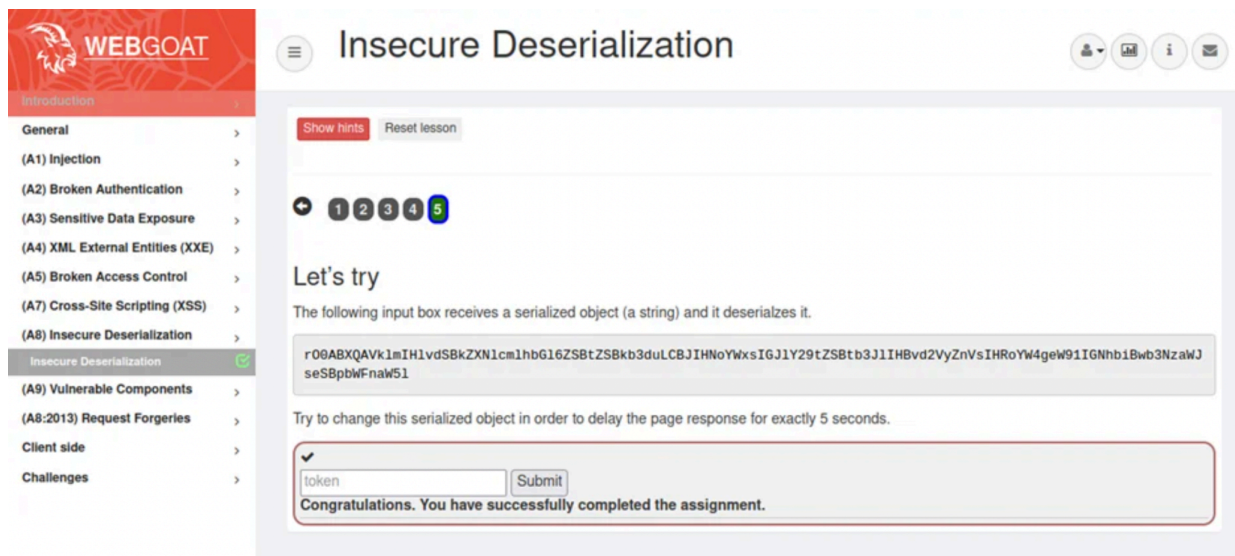 WEBGOAT
Insecure Deserialization
Introduction
General
(A1) Injection
(A2) Broken Authentication
(A3) Sensitive Data Exposure
(A4) XML External Entities (XXE)
(A5) Broken Access Control
(A7) Cross-Site Scripting (XSS)
(A8) Insecure Deserialization
Insecure Deserialization
(A9) Vulnerable Components
(A8:2013) Request Forgeries
Client side
Challenges
Show hints Reset lesson
1 2 3 4 5
Let's try
The following input box receives a serialized object (a string) and it deserialzes it.
rO0ABXQAVklmIHlvdSBkZXNlcmlhbGl6ZSBtZSBkb3duLCBJIHNoYWxsIGJlY29tZSBtb3JlIHBvd2VyZnVsIHRoYW4geW91IGNhbiBwb3NzaWJ
seSBpbWFnaW5l
Try to change this serialized object in order to delay the page response for exactly 5 seconds.
token Submit
Congratulations. You have successfully completed the assignment.